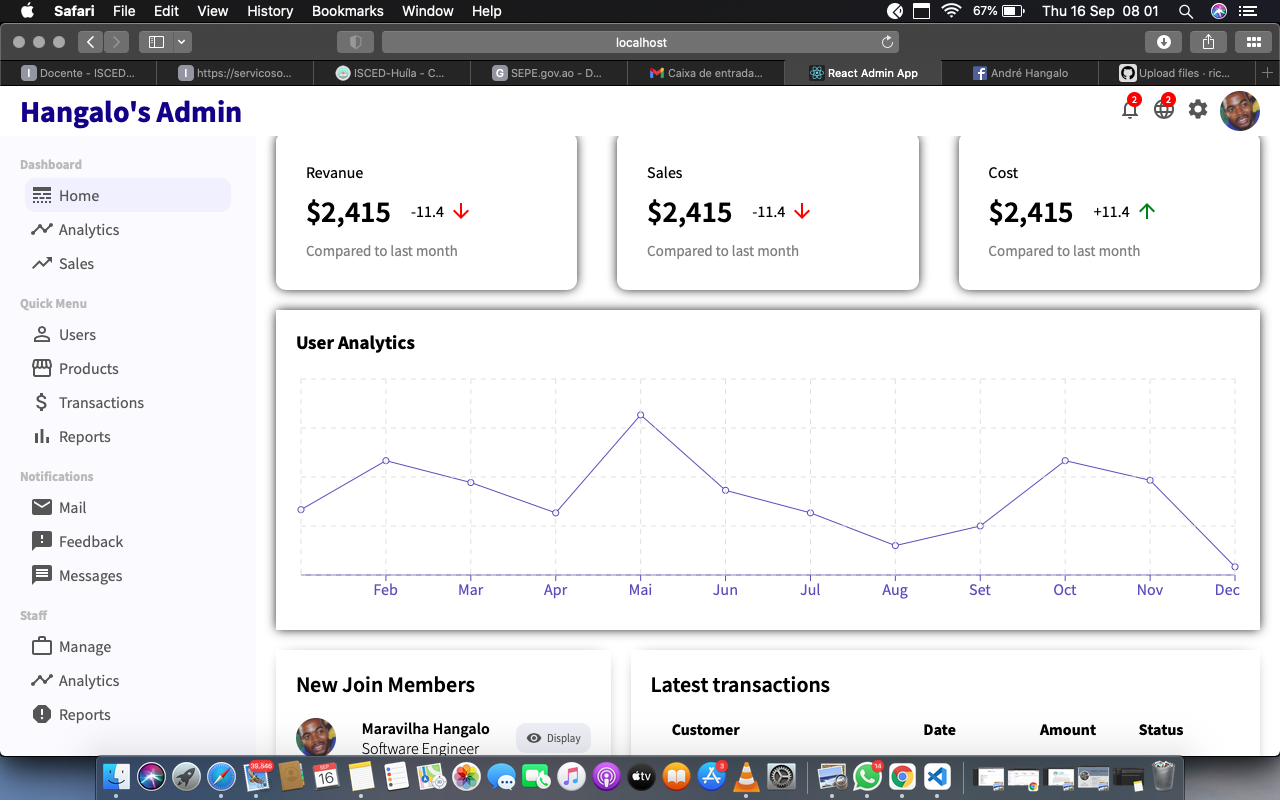 Safari File Edit View History Bookmarks Window Help 67% Thu 16 Sep 08 01
localhost
Docente - ISCED... https://servicoso... ISCED-Huíla - C... SEPE.gov.ao - D... Caixa de entrada... React Admin App André Hangalo Upload files · ric...
Hangalo's Admin 2 2
Dashboard
Home
Analytics
Sales
Quick Menu
Users
Products
Transactions
Reports
Notifications
Mail
Feedback
Messages
Staff
Manage
Analytics
Reports
Revanue
$2,415 -11.4
Compared to last month
Sales
$2,415 -11.4
Compared to last month
Cost
$2,415 +11.4
Compared to last month
User Analytics
Feb Mar Apr Mai Jun Jul Aug Set Oct Nov Dec
New Join Members
Maravilha Hangalo
Software Engineer
Display
Latest transactions
Customer Date Amount Status
39,846 SEP 16 tv 3 14